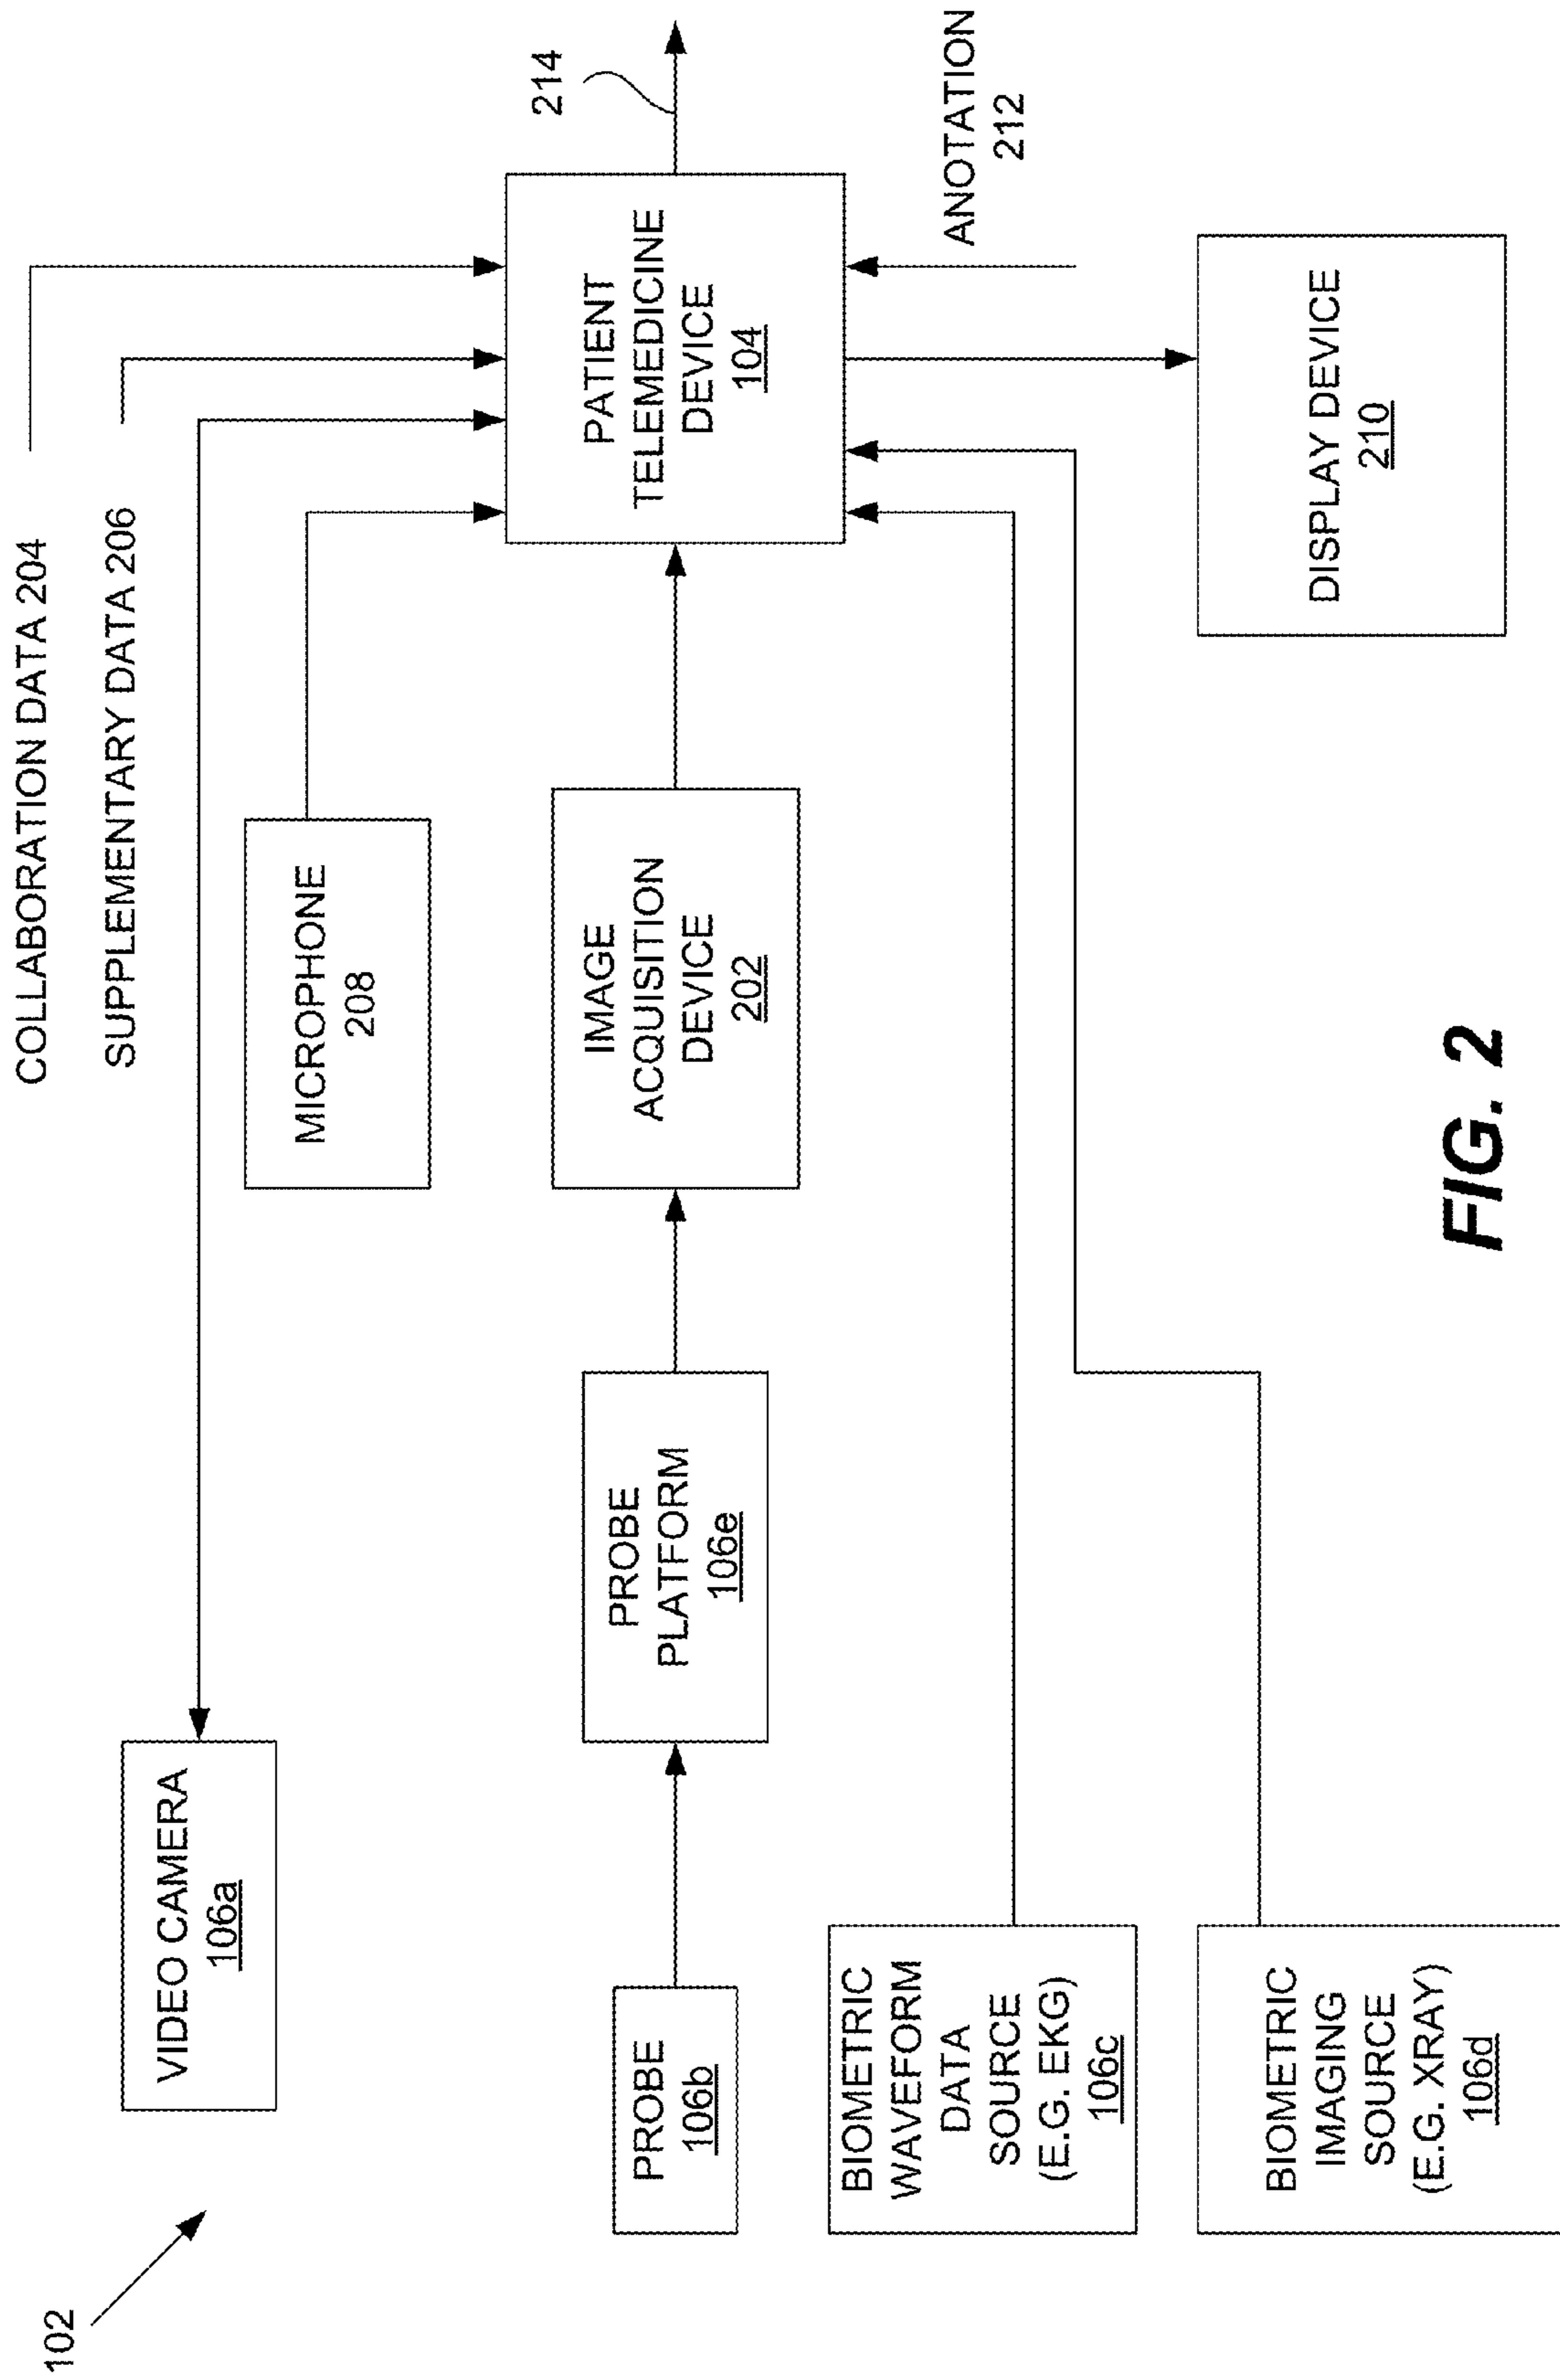 102
COLLABORATION DATA 204
SUPPLEMENTARY DATA 206
VIDEO CAMERA
106a
MICROPHONE
208
214
PROBE
106b
PROBE
PLATFORM
106e
IMAGE
ACQUISITION
DEVICE
202
PATIENT
TELEMEDICINE
DEVICE
104
BIOMETRIC
WAVEFORM
DATA
SOURCE
(E.G. EKG)
106c
ANOTATION
212
BIOMETRIC
IMAGING
SOURCE
(E.G. XRAY)
106d
DISPLAY DEVICE
210
FIG. 2